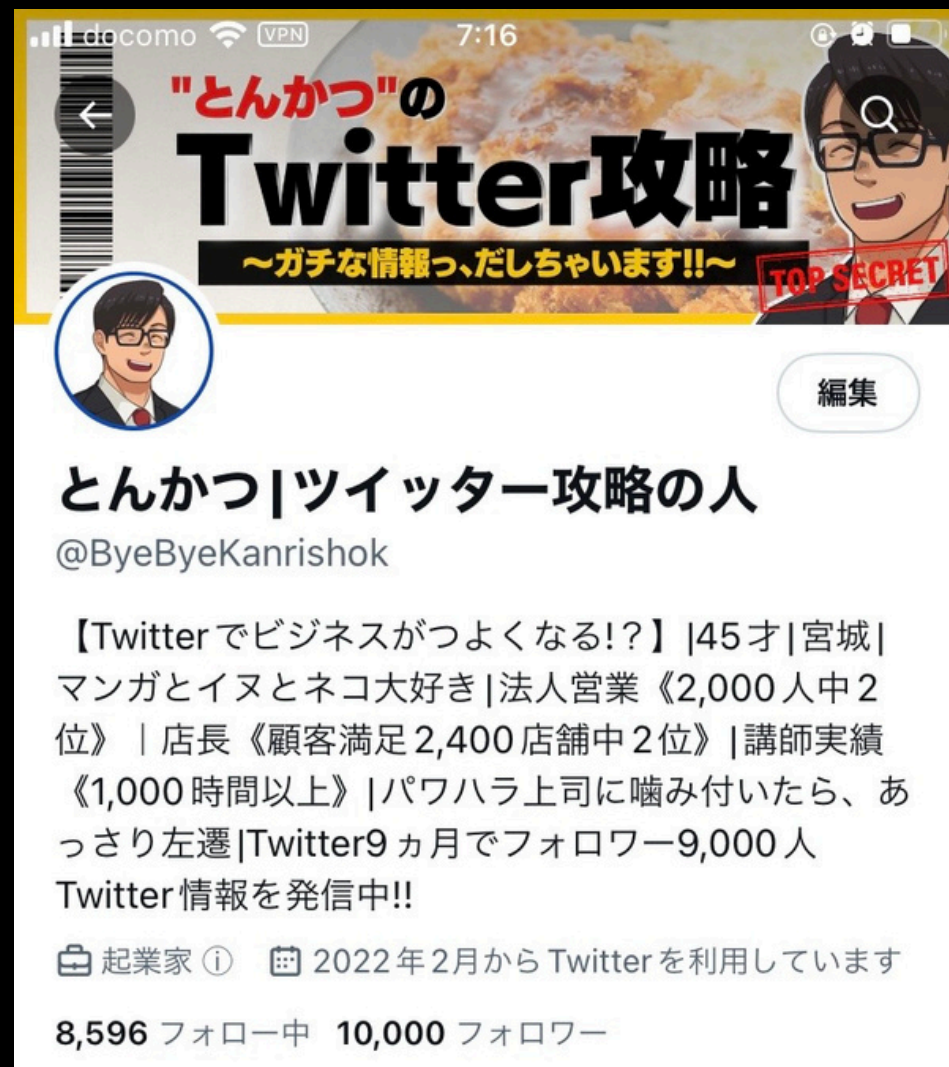 docomo VPN 7:16
"とんかつ"の
Twitter攻略
〜ガチな情報っ、だしちゃいます!!〜
TOP SECRET
編集
とんかつ|ツイッター攻略の人
@ByeByeKanrishok
【Twitterでビジネスがつよくなる!?】|45才|宮城|
マンガとイヌとネコ大好き|法人営業《2,000人中2
位》｜店長《顧客満足2,400店舗中2位》|講師実績
《1,000時間以上》|パワハラ上司に噛み付いたら、あ
っさり左遷|Twitter9ヵ月でフォロワー9,000人
Twitter情報を発信中!!
起業家 2022年2月からTwitterを利用しています
8,596 フォロー中 10,000 フォロワー